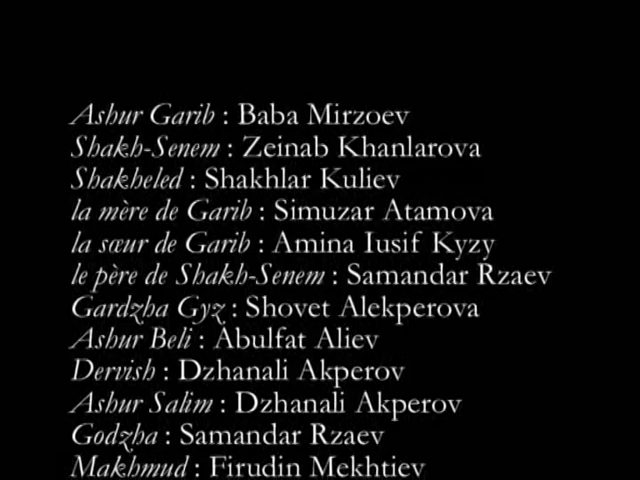 Ashur Garib : Baba Mirzoev
Shakh-Senem : Zeinab Khanlarova
Shakheled : Shakhlar Kuliev
la mère de Garib : Simuzar Atamova
la sœur de Garib : Amina Iusif Kyzy
le père de Shakh-Senem : Samandar Rzaev
Gardzha Gyz : Shovet Alekperova
Ashur Beli : Abulfat Aliev
Dervish : Dzhanali Akperov
Ashur Salim : Dzhanali Akperov
Godzha : Samandar Rzaev
Makhmud : Firudin Mekhtiev